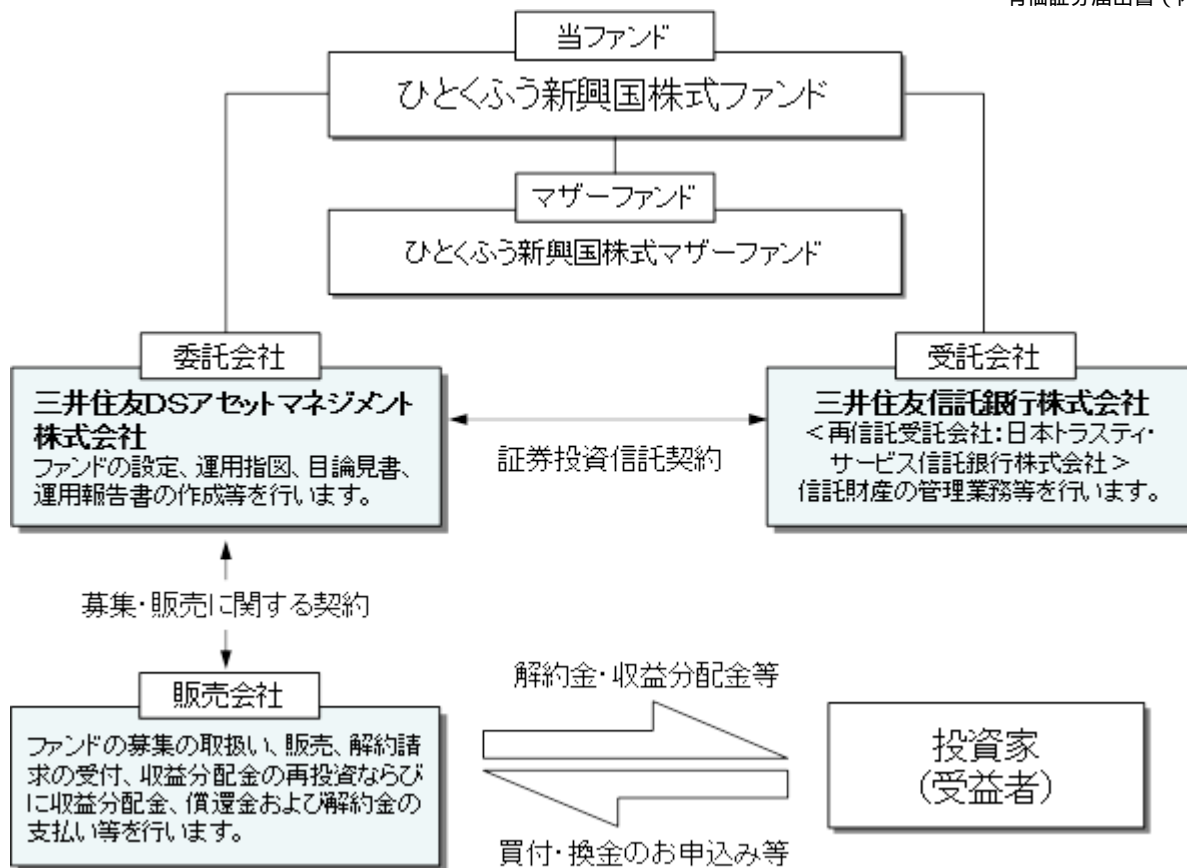 有価証券届出書（
当ファンド
ひとくふう新興国株式ファンド
マザーファンド
ひとくふう新興国株式マザーファンド
委託会社
三井住友DSアセットマネジメント
株式会社
ファンドの設定、運用指図、目論見書、
運用報告書の作成等を行います。
証券投資信託契約
受託会社
三井住友信託銀行株式会社
＜再信託受託会社：日本トラスティ・
サービス信託銀行株式会社＞
信託財産の管理業務等を行います。
募集・販売に関する契約
販売会社
ファンドの募集の取扱い、販売、解約請
求の受付、収益分配金の再投資ならび
に収益分配金、償還金および解約金の
支払い等を行います。
解約金・収益分配金等
買付・換金のお申込み等
投資家
（受益者）